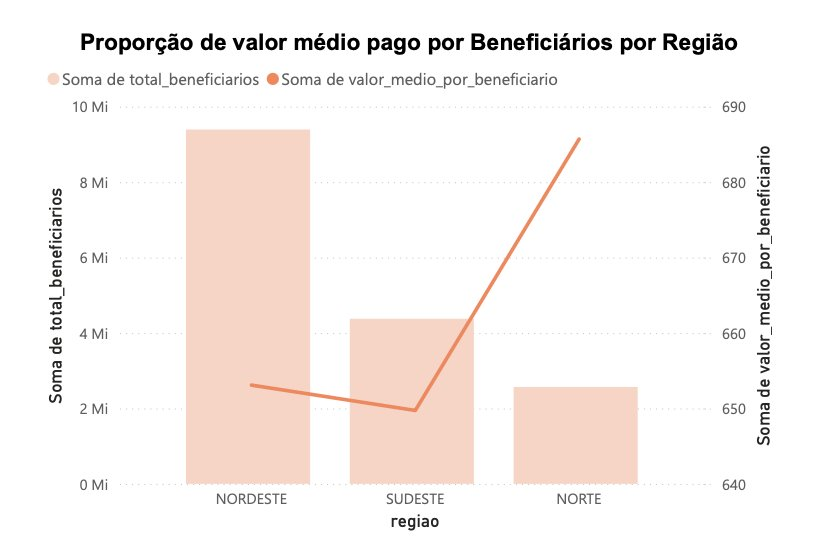 Proporção de valor médio pago por Beneficiários por Região
Soma de total_beneficiarios Soma de valor_medio_por_beneficiario
10 Mi
8 Mi
6 Mi
4 Mi
2 Mi
0 Mi
Soma de total_beneficiarios
690
680
670
660
650
640
Soma de valor_medio_por_beneficiario
NORDESTE SUDESTE NORTE
regiao